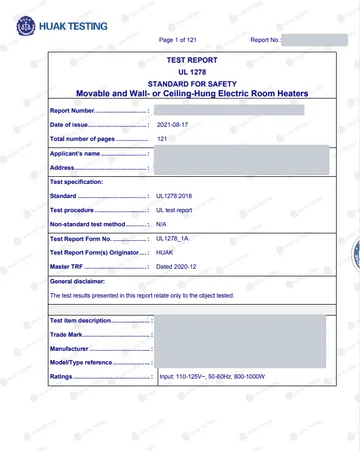 HUAK TESTING
Page 1 of 121 Report No.:
TEST REPORT
UL 1278
STANDARD FOR SAFETY
Movable and Wall- or Ceiling-Hung Electric Room Heaters
Report Number................................ :
Date of issue.................................... : 2021-08-17
Total number of pages .................... 121
Applicant's name ............................ :
Address............................................ :
Test specification:
Standard .......................................... : UL1278:2018
Test procedure ................................ : UL test report
Non-standard test method ............ : N/A
Test Report Form No. ..................... : UL1278_1A
Test Report Form(s) Originator .... : HUAK
Master TRF ...................................... : Dated 2020-12
General disclaimer:
The test results presented in this report relate only to the object tested.
Test item description........................ :
Trade Mark......................................... :
Manufacturer ..................................... :
Model/Type reference....................... :
Ratings............................................... : Input: 110-125V~, 50-60Hz, 800-1000W